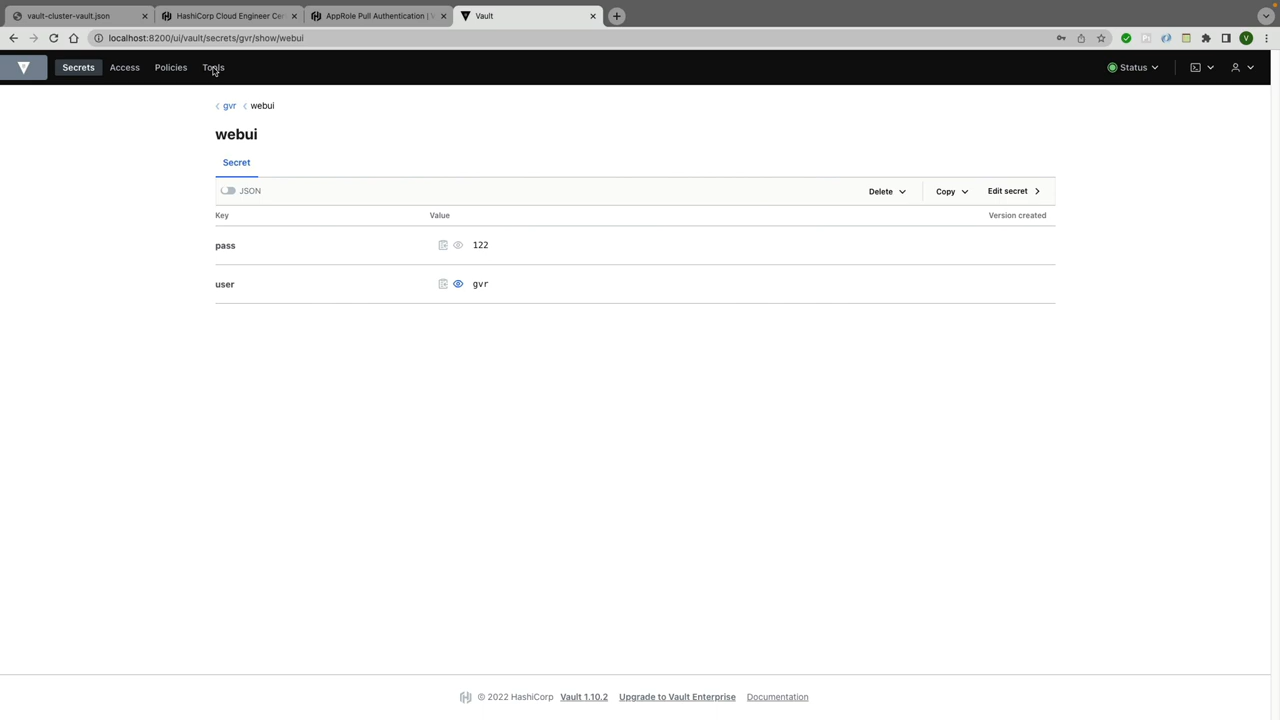 vault-cluster-vault.json
HashiCorp Cloud Engineer Cer
AppRole Pull Authentication | V
Vault
localhost:8200/ui/vault/secrets/gvr/show/webui
V
Secrets Access Policies Tools Status
gvr webui
webui
Secret
JSON Delete Copy Edit secret
Key Value Version created
pass 122
user gvr
© 2022 HashiCorp Vault 1.10.2 Upgrade to Vault Enterprise Documentation